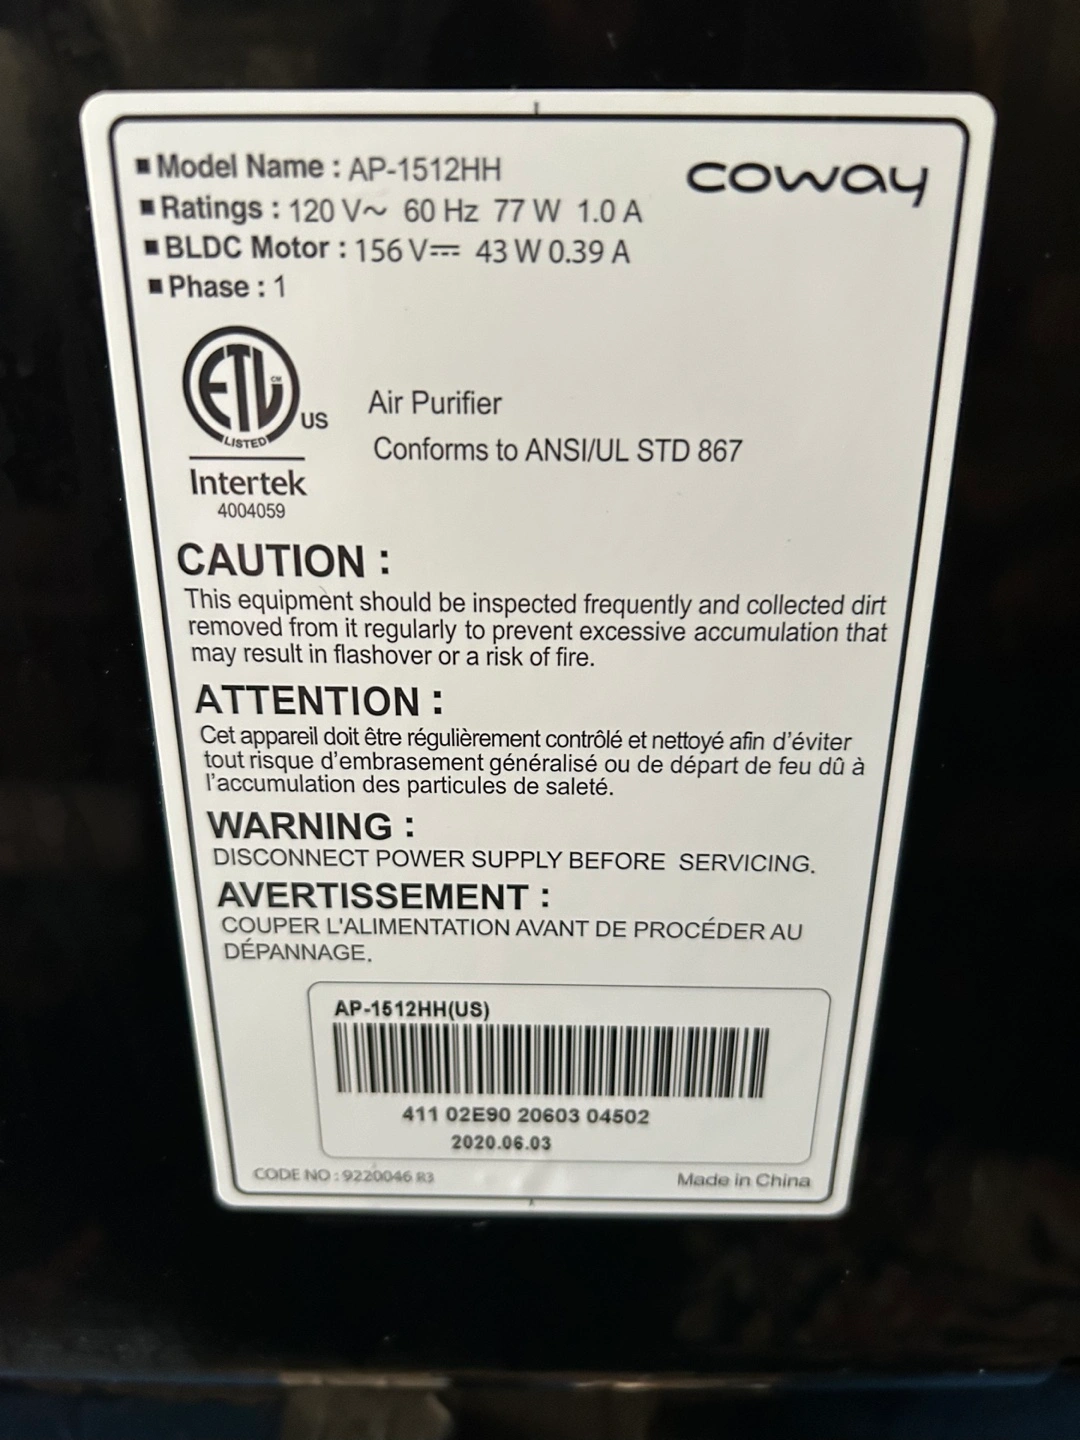 ■ Model Name : AP-1512HH
coway
■ Ratings : 120 V~ 60 Hz 77 W 1.0 A
■ BLDC Motor : 156 V⎓ 43 W 0.39 A
■ Phase : 1
ETL CM
LISTED
US
Intertek
4004059
Air Purifier
Conforms to ANSI/UL STD 867
CAUTION :
This equipment should be inspected frequently and collected dirt
removed from it regularly to prevent excessive accumulation that
may result in flashover or a risk of fire.
ATTENTION :
Cet appareil doit être régulièrement contrôlé et nettoyé afin d'éviter
tout risque d'embrasement généralisé ou de départ de feu dû à
l'accumulation des particules de saleté.
WARNING :
DISCONNECT POWER SUPPLY BEFORE SERVICING.
AVERTISSEMENT :
COUPER L'ALIMENTATION AVANT DE PROCÉDER AU
DÉPANNAGE.
AP-1512HH(US)
411 02E90 20603 04502
2020.06.03
CODE NO : 9220046 R3
Made in China